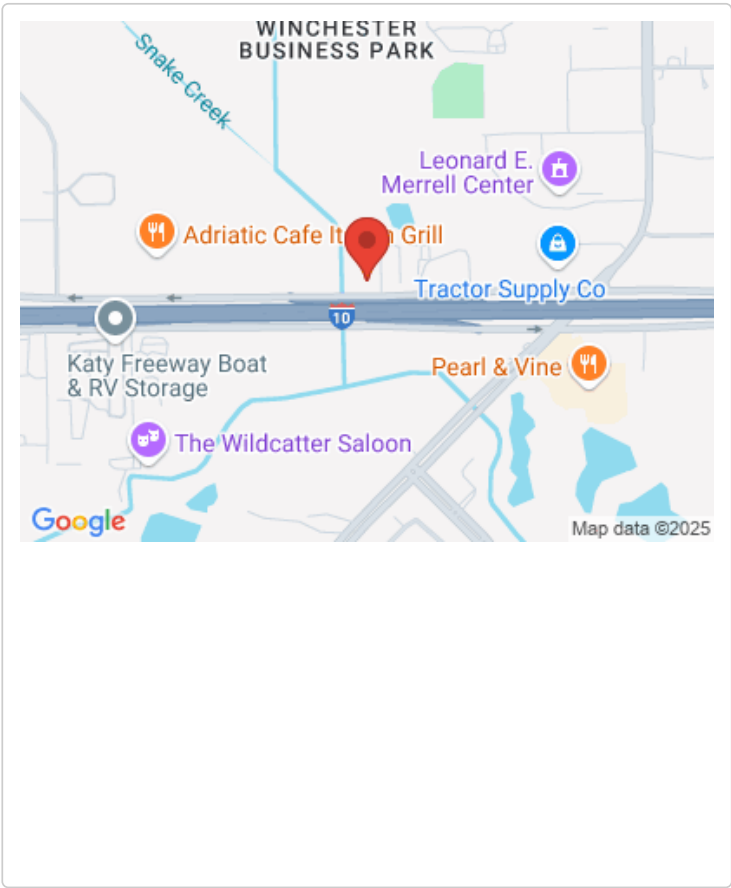 WINCHESTER
BUSINESS PARK
Snake Creek
Leonard E.
Merrell Center
Adriatic Cafe It n Grill
Tractor Supply Co
10
Katy Freeway Boat
& RV Storage
Pearl & Vine
The Wildcatter Saloon
Google
Map data ©2025